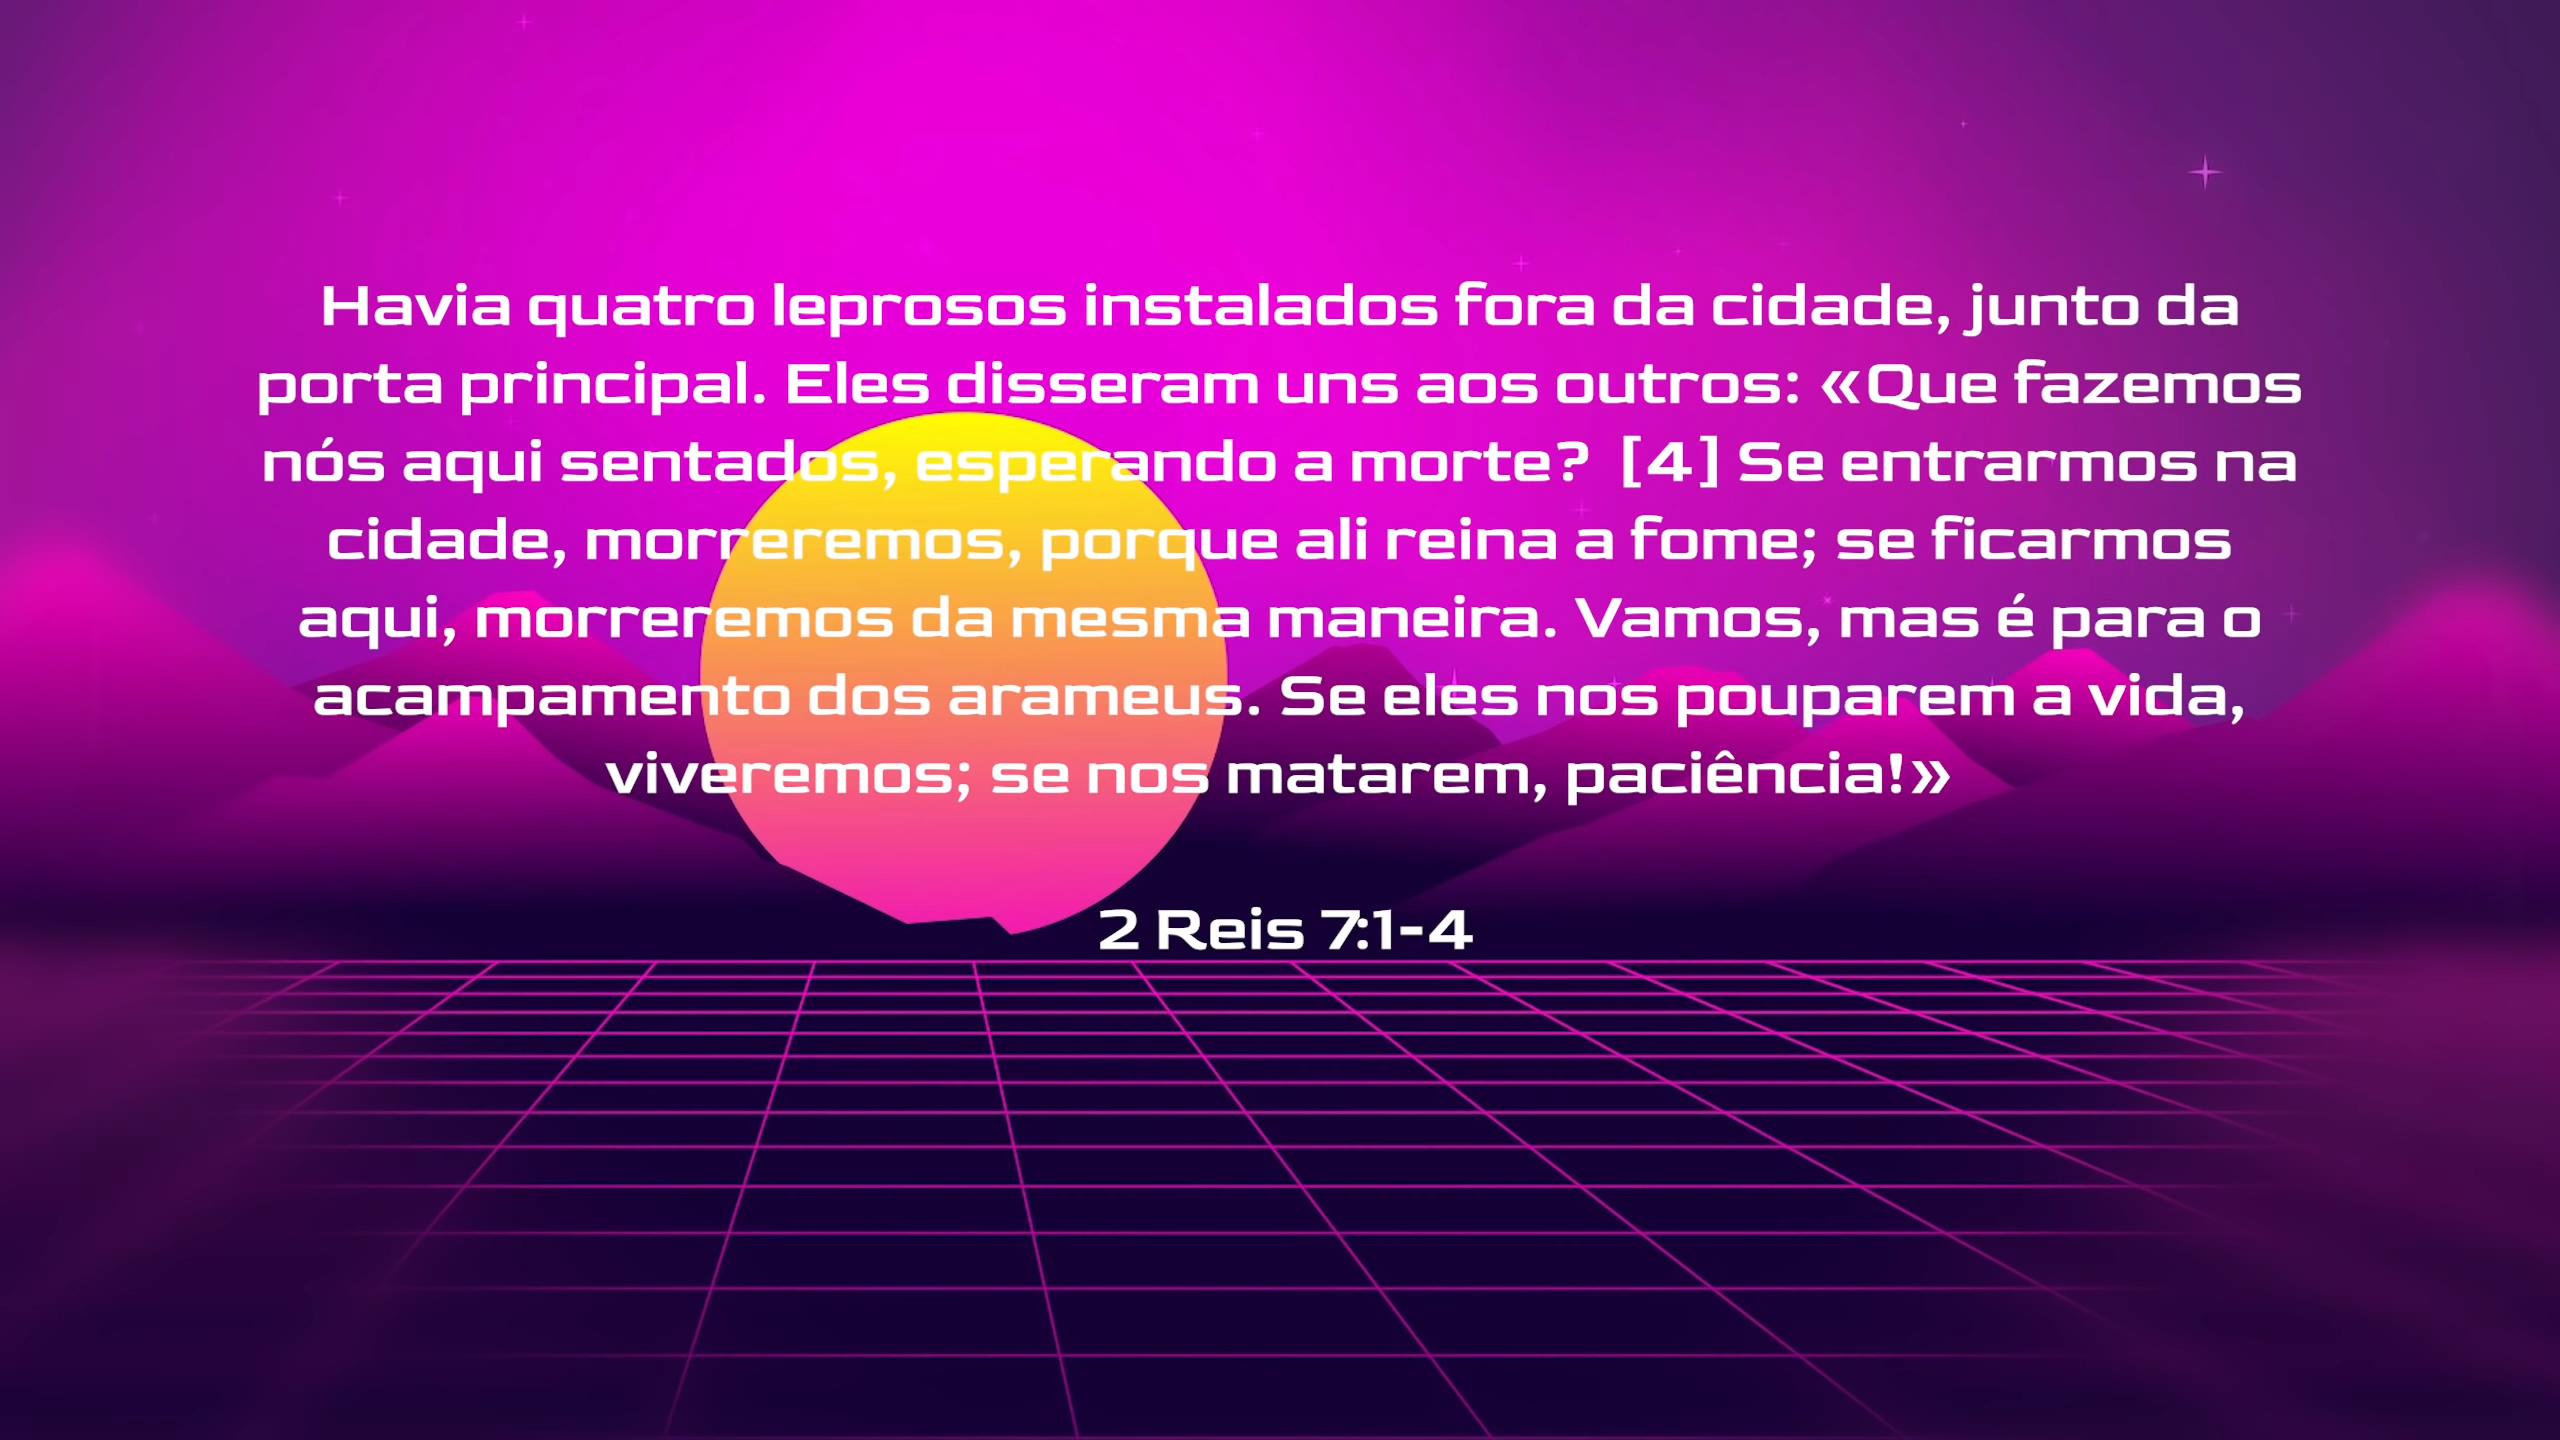 Havia quatro leprosos instalados fora da cidade, junto da
porta principal. Eles disseram uns aos outros: «Que fazemos
nós aqui sentados, esperando a morte?  [4] Se entrarmos na
cidade, morreremos, porque ali reina a fome; se ficarmos
aqui, morreremos da mesma maneira. Vamos, mas é para o
acampamento dos arameus. Se eles nos pouparem a vida,
viveremos; se nos matarem, paciência!»
2 Reis 7:1-4